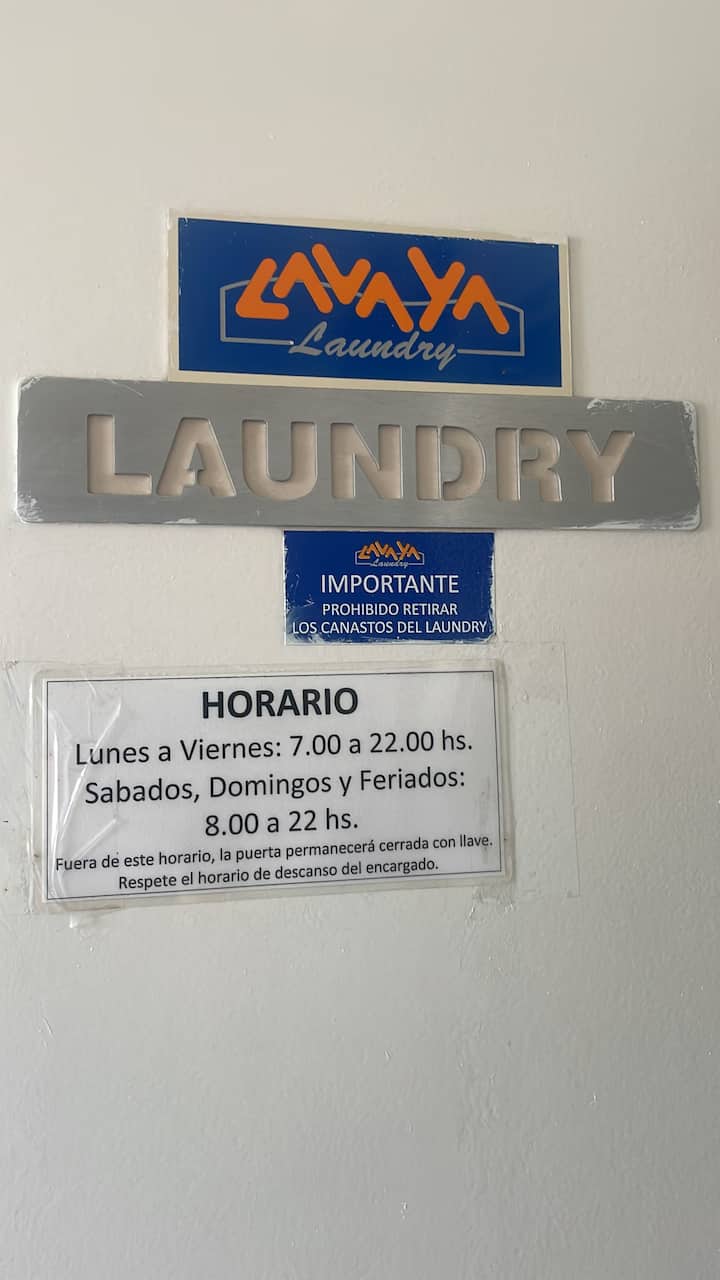 LAVAYA
Laundry
LAUNDRY
LAVAYA
Laundry
IMPORTANTE
PROHIBIDO RETIRAR
LOS CANASTOS DEL LAUNDRY
HORARIO
Lunes a Viernes: 7.00 a 22.00 hs.
Sabados, Domingos y Feriados:
8.00 a 22 hs.
Fuera de este horario, la puerta permanecerá cerrada con llave.
Respete el horario de descanso del encargado.